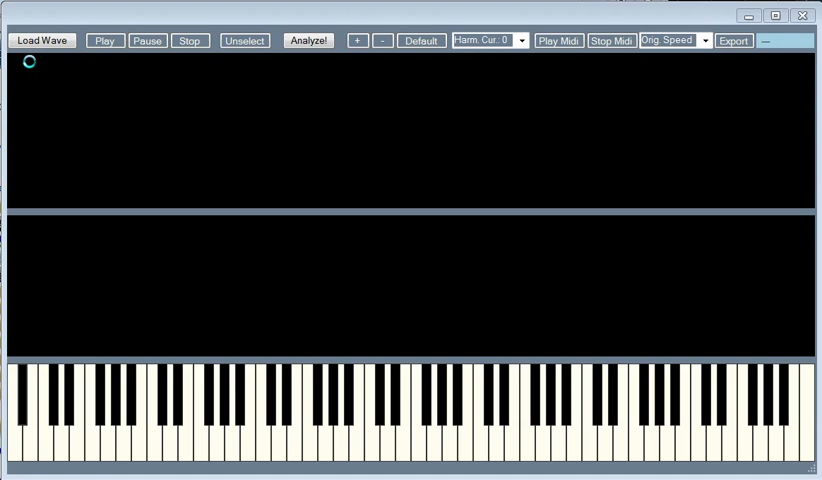 Load Wave Play Pause Stop Unselect Analyze! + - Default Harm. Cur.: 0 Play Midi Stop Midi Orig. Speed Export —